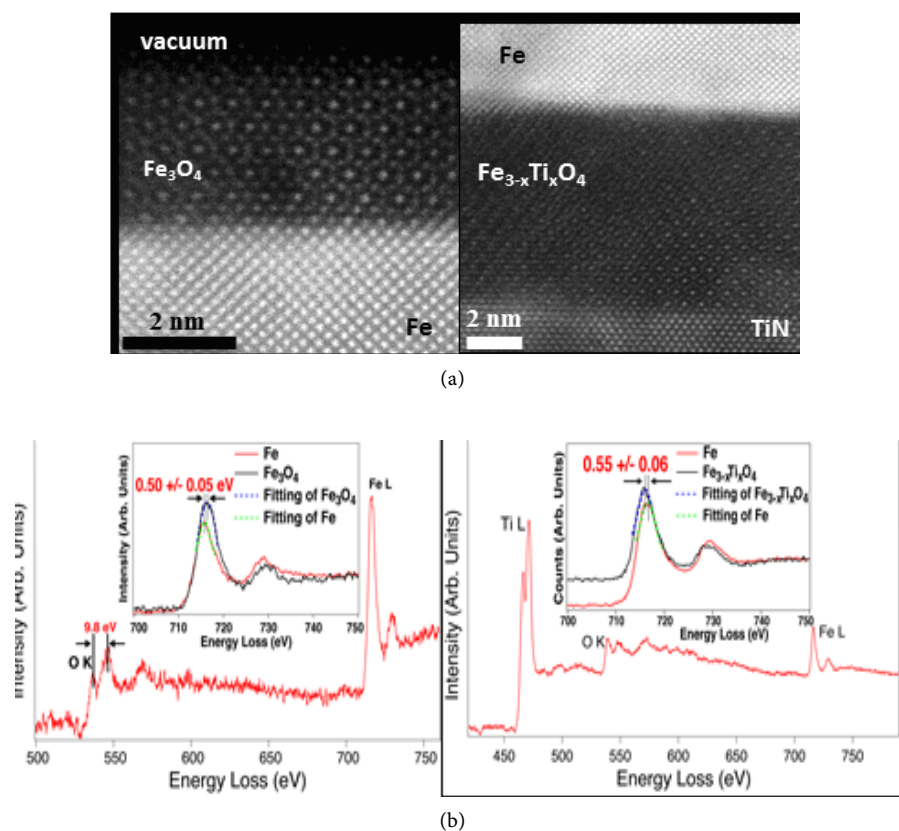 vacuum
Fe
Fe3O4
Fe3-xTixO4
2 nm
Fe
2 nm
TiN
(a)
Intensity (Arb. Units)
Energy Loss (eV)
500 550 600 650 700 750
O K
9.8 eV
Fe L
Intensity (Arb. Units)
Energy Loss (eV)
700 710 720 730 740 750
0.50 +/- 0.05 eV
Fe
Fe3O4
Fitting of Fe3O4
Fitting of Fe
Intensity (Arb. Units)
Energy Loss (eV)
450 500 550 600 650 700 750
Ti L
O K
Fe L
Counts (Arb. Units)
Energy Loss (eV)
700 710 720 730 740 750
0.55 +/- 0.06
Fe
Fe3-xTixO4
Fitting of Fe3-xTixO4
Fitting of Fe
(b)